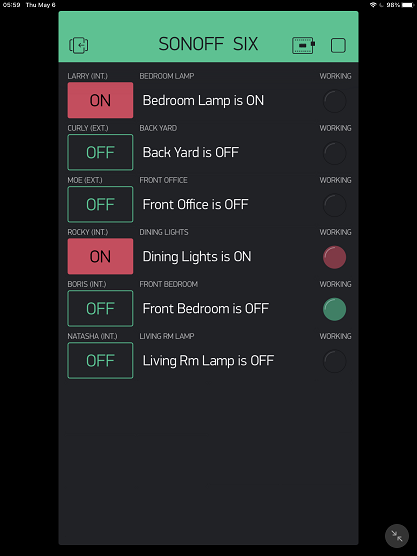 05:59 Thu May 6 98%
SONOFF SIX
LARRY (INT.) BEDROOM LAMP WORKING
ON Bedroom Lamp is ON
CURLY (EXT.) BACK YARD WORKING
OFF Back Yard is OFF
MOE (EXT.) FRONT OFFICE WORKING
OFF Front Office is OFF
ROCKY (INT.) DINING LIGHTS WORKING
ON Dining Lights is ON
BORIS (INT.) FRONT BEDROOM WORKING
OFF Front Bedroom is OFF
NATASHA (INT.) LIVING RM LAMP WORKING
OFF Living Rm Lamp is OFF